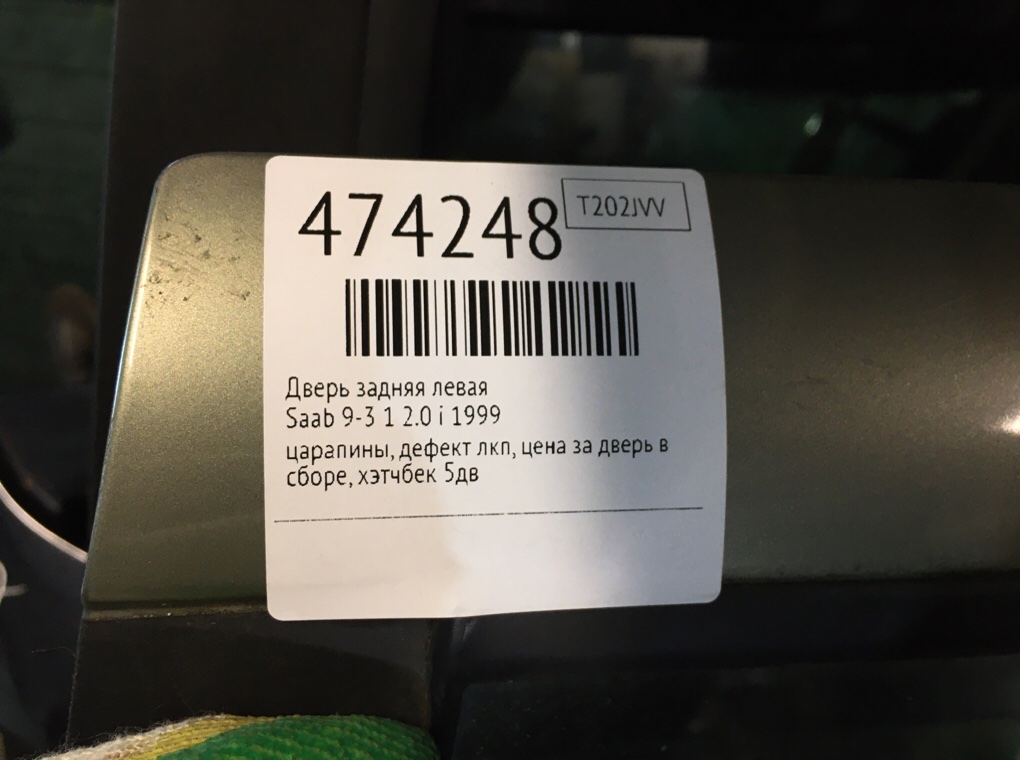 474248
T202JVV
Дверь задняя левая
Saab 9-3 1 2.0 i 1999
царапины, дефект лкп, цена за дверь в
сборе, хэтчбек 5дв